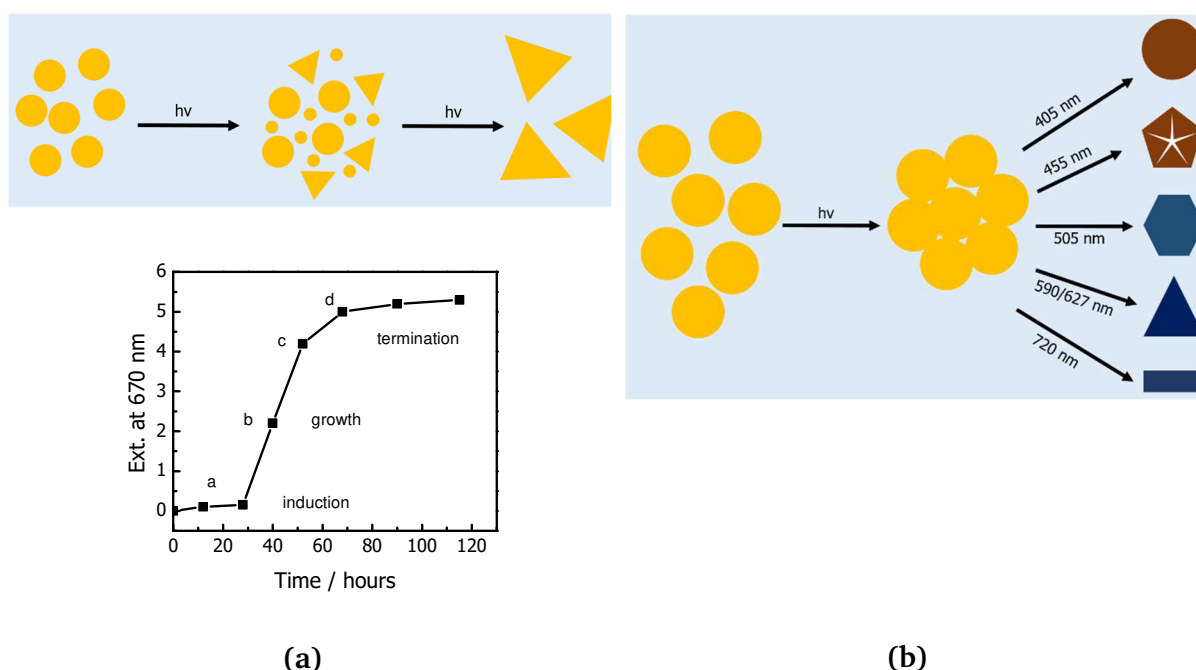 hv
hv
6
5
4
3
2
1
0
Ext. at 670 nm
a
b
c
d
termination
growth
induction
0
20
40
60
80
100
120
Time / hours
(a)
hv
405 nm
455 nm
505 nm
590/627 nm
720 nm
(b)